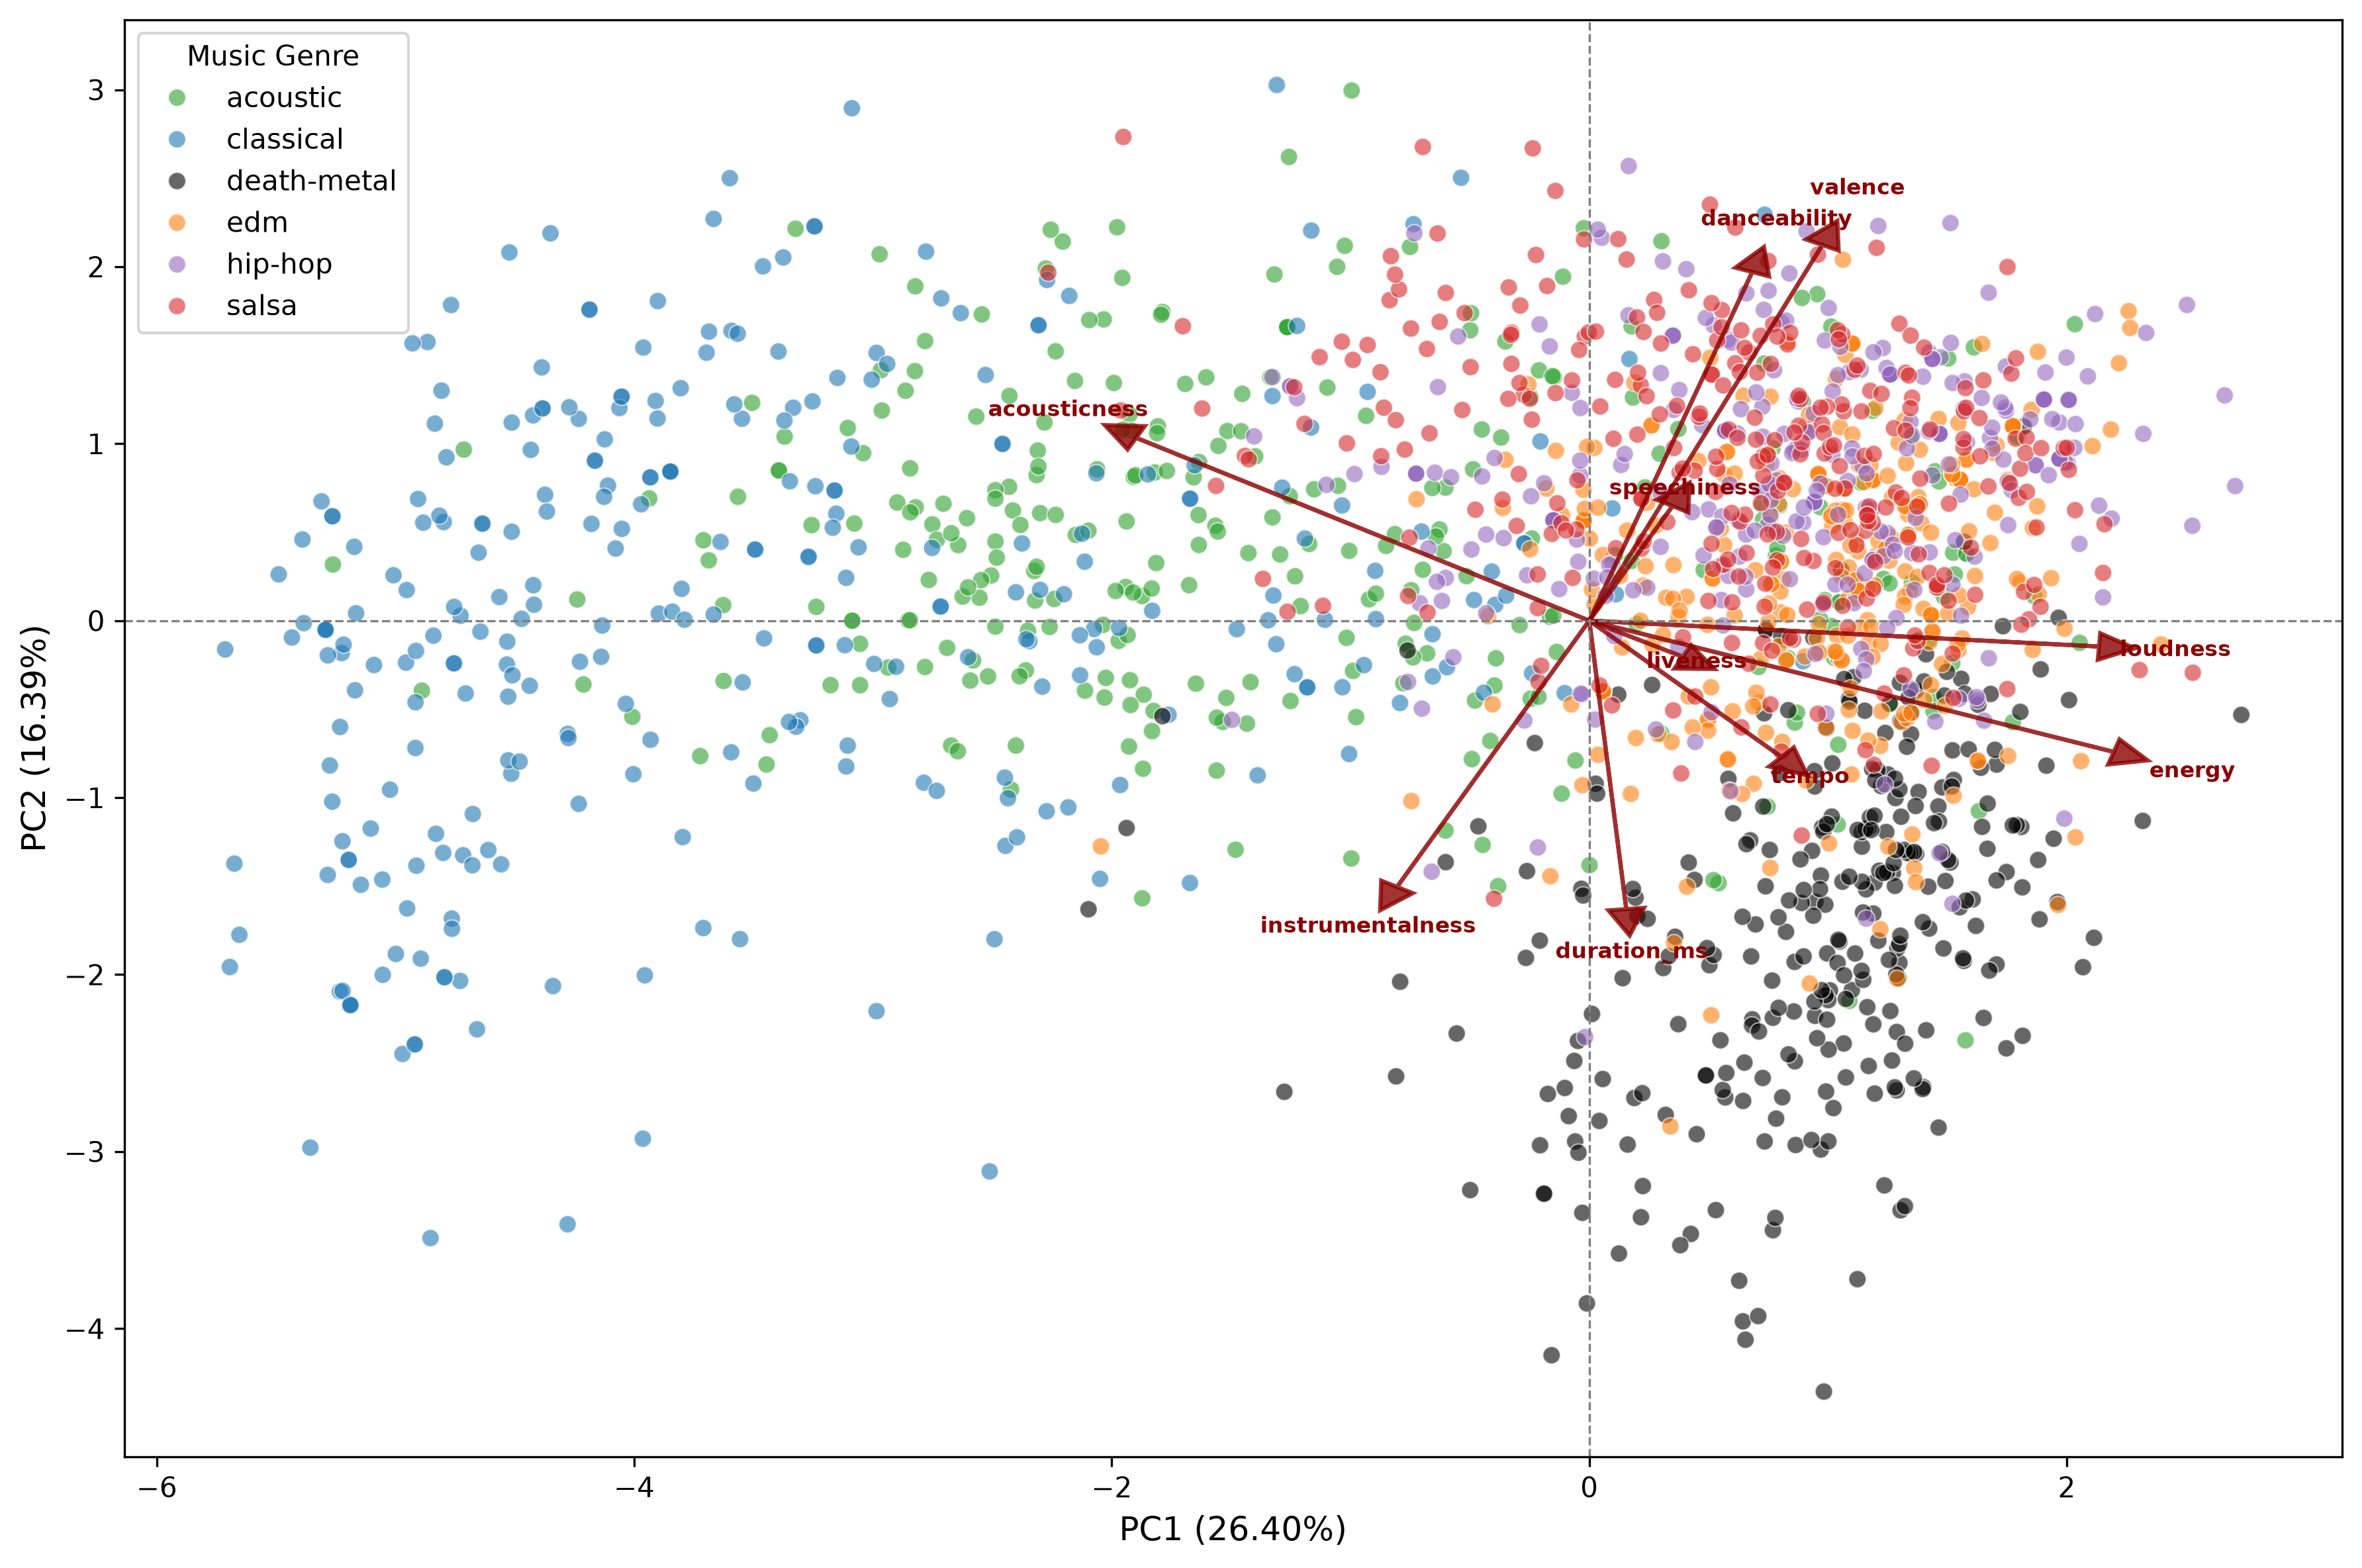 Music Genre
acoustic
classical
death-metal
edm
hip-hop
salsa
valence
danceability
acousticness
speechiness
loudness
liveness
energy
tempo
instrumentalness
duration_ms
3
2
1
0
−1
−2
−3
−4
PC2 (16.39%)
−6
−4
−2
0
2
PC1 (26.40%)